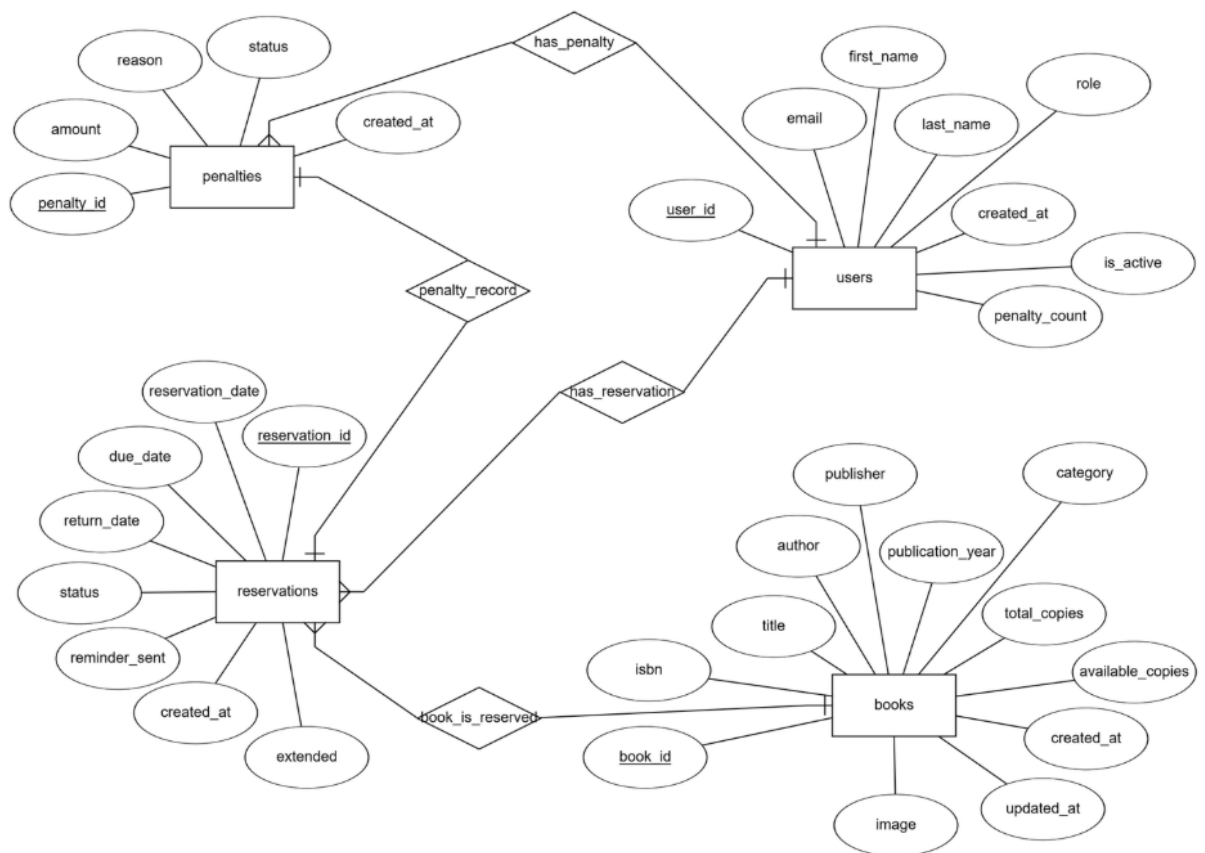 has_penalty
status
first_name
reason
role
email
amount
created_at
last_name
penalties
penalty_id
user_id
created_at
is_active
users
penalty_record
penalty_count
reservation_date
has_reservation
reservation_id
due_date
publisher
category
return_date
author
publication_year
reservations
status
total_copies
title
reminder_sent
isbn
available_copies
books
created_at
book_is_reserved
created_at
extended
book_id
updated_at
image